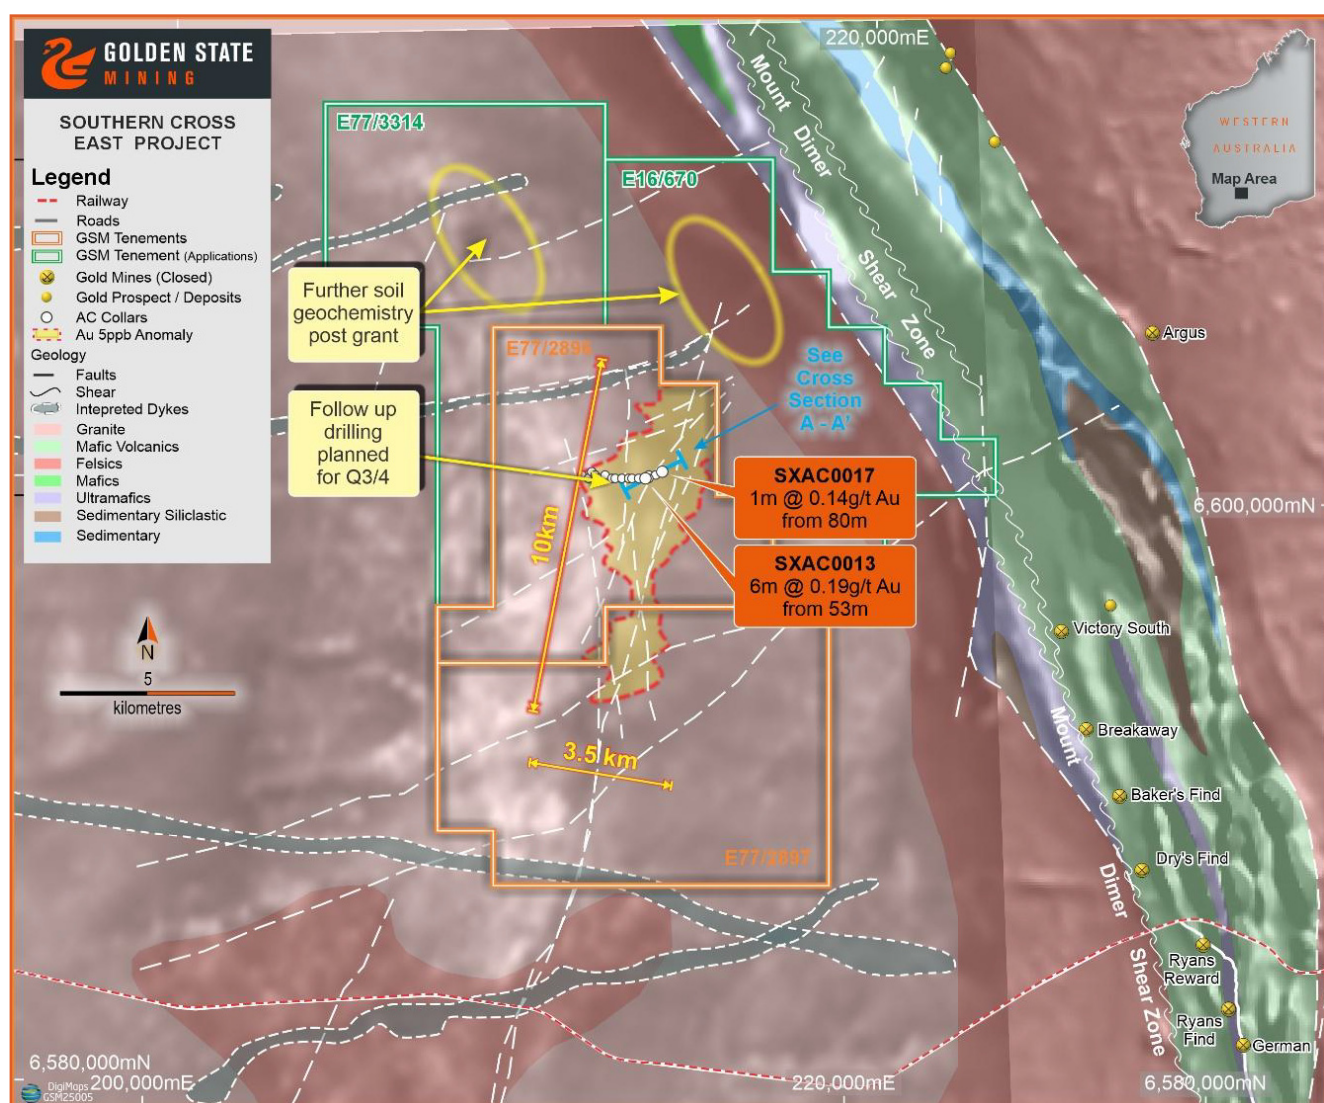 GOLDEN STATE
MINING
SOUTHERN CROSS
EAST PROJECT
Legend
Railway
Roads
GSM Tenements
GSM Tenement (Applications)
Gold Mines (Closed)
Gold Prospect / Deposits
AC Collars
Au 5ppb Anomaly
Geology
Faults
Shear
Intepreted Dykes
Granite
Mafic Volcanics
Felsics
Mafics
Ultramafics
Sedimentary Siliclastic
Sedimentary
N
5
kilometres
E77/3314
E16/670
220,000mE
Mount
Dimer
Shear
Zone
WESTERN
AUSTRALIA
Map Area
Further soil
geochemistry
post grant
E77/2896
See
Cross
Section
A - A'
Argus
Follow up
drilling
planned
for Q3/4
10km
SXAC0017
1m @ 0.14g/t Au
from 80m
6,600,000mN
SXAC0013
6m @ 0.19g/t Au
from 53m
Victory South
3.5 km
Mount
Breakaway
Baker's Find
E77/2897
Dry's Find
Dimer
Ryans
Reward
Shear Zone
Ryans
Find
German
6,580,000mN
200,000mE
220,000mE
6,580,000mN
DigiMaps
GSM25005